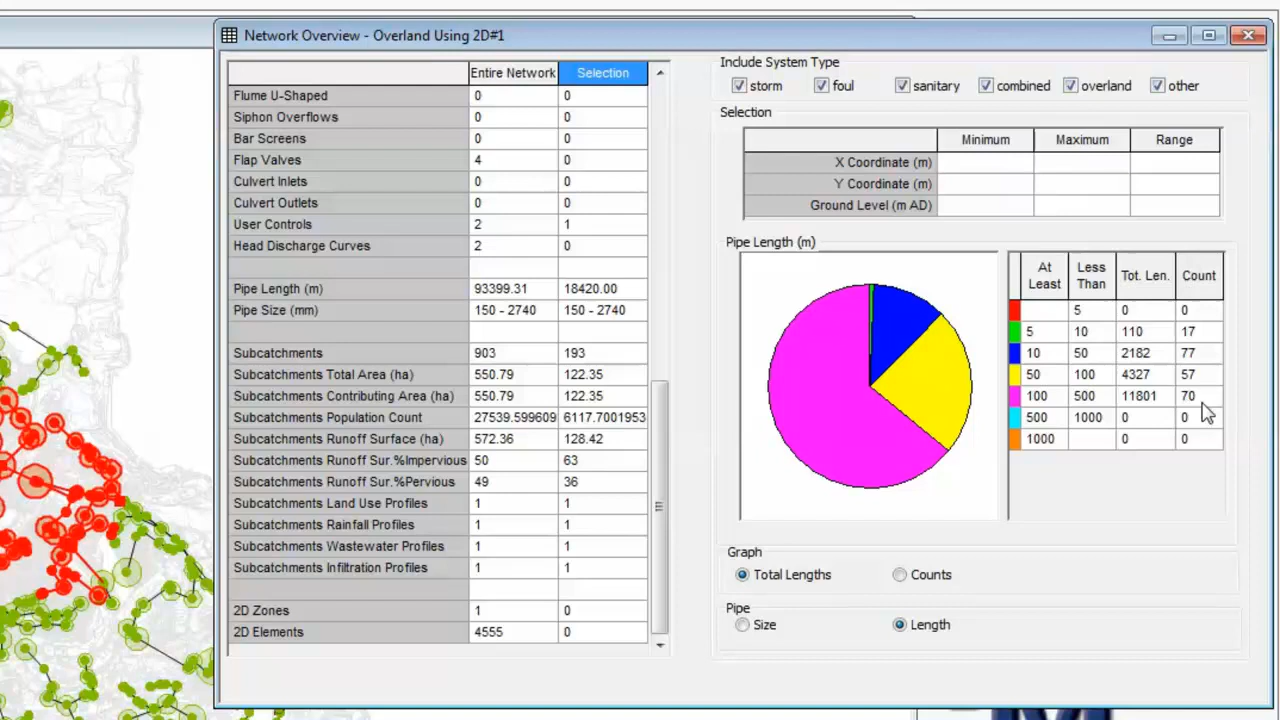 Network Overview - Overland Using 2D#1
Entire Network Selection
Flume U-Shaped 0 0
Siphon Overflows 0 0
Bar Screens 0 0
Flap Valves 4 0
Culvert Inlets 0 0
Culvert Outlets 0 0
User Controls 2 1
Head Discharge Curves 2 0
Pipe Length (m) 93399.31 18420.00
Pipe Size (mm) 150 - 2740 150 - 2740
Subcatchments 903 193
Subcatchments Total Area (ha) 550.79 122.35
Subcatchments Contributing Area (ha) 550.79 122.35
Subcatchments Population Count 27539.599609 6117.7001953
Subcatchments Runoff Surface (ha) 572.36 128.42
Subcatchments Runoff Sur.%Impervious 50 63
Subcatchments Runoff Sur.%Pervious 49 36
Subcatchments Land Use Profiles 1 1
Subcatchments Rainfall Profiles 1 1
Subcatchments Wastewater Profiles 1 1
Subcatchments Infiltration Profiles 1 1
2D Zones 1 0
2D Elements 4555 0
Include System Type
storm foul sanitary combined overland other
Selection
Minimum Maximum Range
X Coordinate (m)
Y Coordinate (m)
Ground Level (m AD)
Pipe Length (m)
At Least Less Than Tot. Len. Count
5 0 0
5 10 110 17
10 50 2182 77
50 100 4327 57
100 500 11801 70
500 1000 0 0
1000 0 0
Graph
Total Lengths Counts
Pipe
Size Length